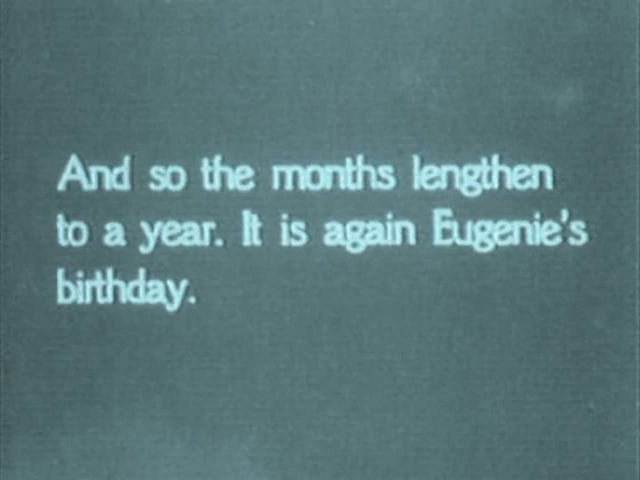 And so the months lengthen
to a year. It is again Eugenie's
birthday.